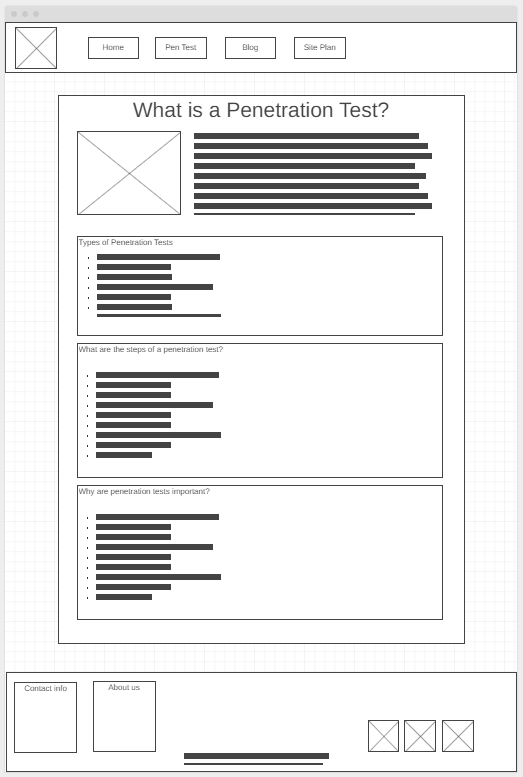 Home
Pen Test
Blog
Site Plan
What is a Penetration Test?
Types of Penetration Tests
What are the steps of a penetration test?
Why are penetration tests important?
Contact info
About us